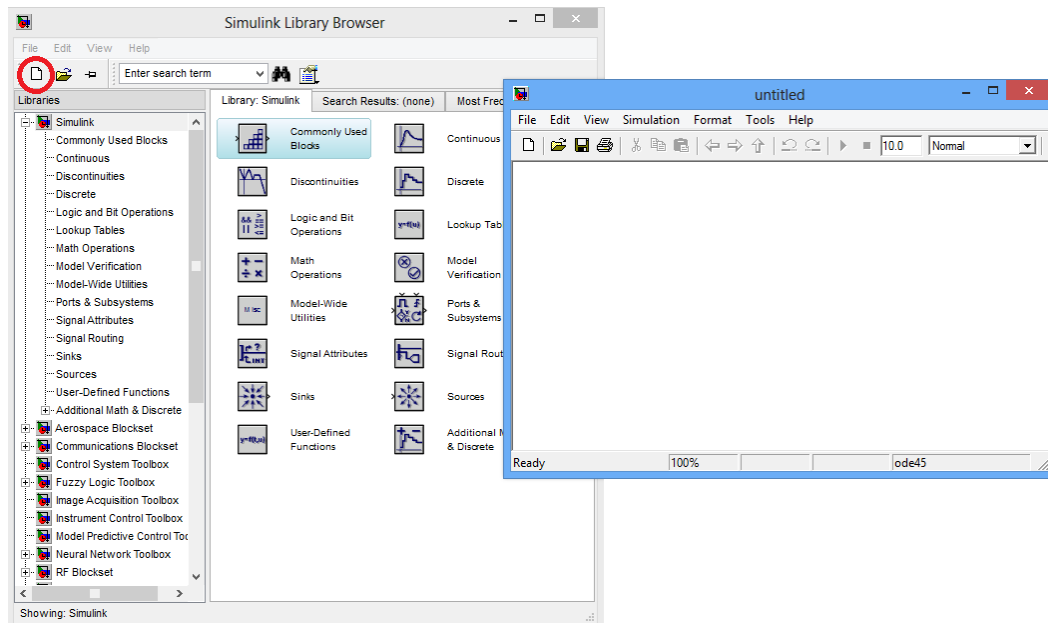 Simulink Library Browser
File Edit View Help
Enter search term
Libraries
Library: Simulink Search Results: (none) Most Freq
Simulink
Commonly Used Blocks
Continuous
Discontinuities
Discrete
Logic and Bit Operations
Lookup Tables
Math Operations
Model Verification
Model-Wide Utilities
Ports & Subsystems
Signal Attributes
Signal Routing
Sinks
Sources
User-Defined Functions
Additional Math & Discrete
Aerospace Blockset
Communications Blockset
Control System Toolbox
Fuzzy Logic Toolbox
Image Acquisition Toolbox
Instrument Control Toolbox
Model Predictive Control Too
Neural Network Toolbox
RF Blockset
Commonly Used
Blocks
Continuous
Discontinuities
Discrete
Logic and Bit
Operations
y=f(u)
Lookup Tab
Math
Operations
Model
Verification
Model-Wide
Utilities
Ports &
Subsystems
Signal Attributes
Signal Rout
Sinks
Sources
User-Defined
Functions
Additional M
& Discrete
Showing: Simulink
untitled
File Edit View Simulation Format Tools Help
10.0 Normal
Ready 100% ode45